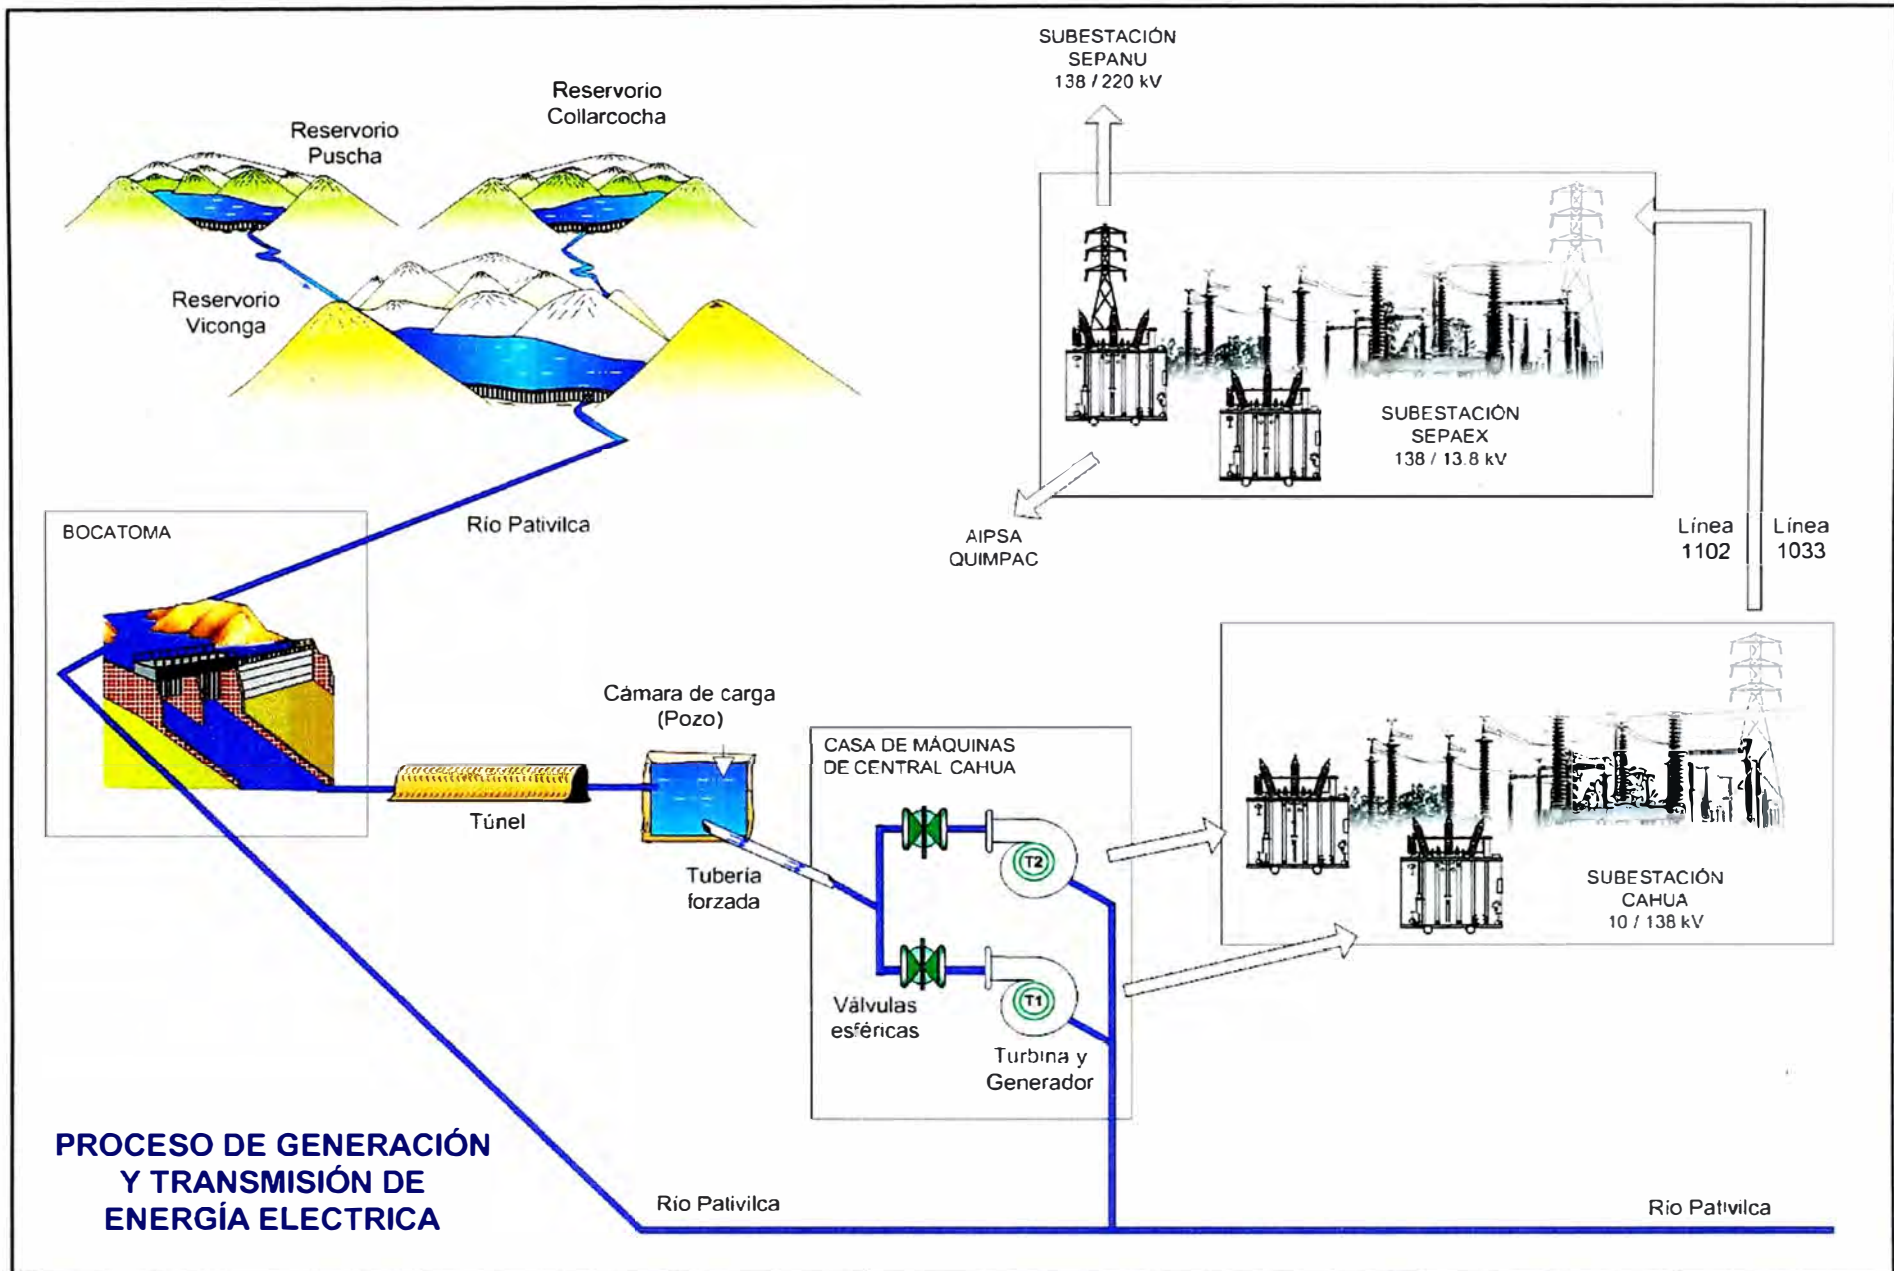 SUBESTACIÓN
SEPANU
138 / 220 kV
Reservorio
Collarcocha
Reservorio
Puscha
Reservorio
Viconga
SUBESTACIÓN
SEPAEX
138 / 13.8 kV
Río Pativilca
BOCATOMA
AIPSA
QUIMPAC
Línea
1102
Línea
1033
Cámara de carga
(Pozo)
CASA DE MÁQUINAS
DE CENTRAL CAHUA
Túnel
Tubería
forzada
T2
SUBESTACIÓN
CAHUA
10 / 138 kV
T1
Válvulas
esféricas
Turbina y
Generador
PROCESO DE GENERACIÓN
Y TRANSMISIÓN DE
ENERGÍA ELECTRICA
Río Pativilca
Río Pativilca